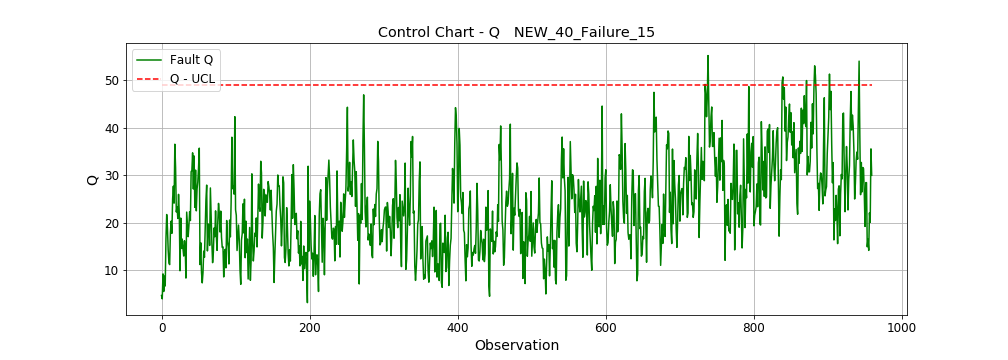 Control Chart - Q   NEW_40_Failure_15
Fault Q
Q - UCL
Q
50
40
30
20
10
0 200 400 600 800 1000
Observation